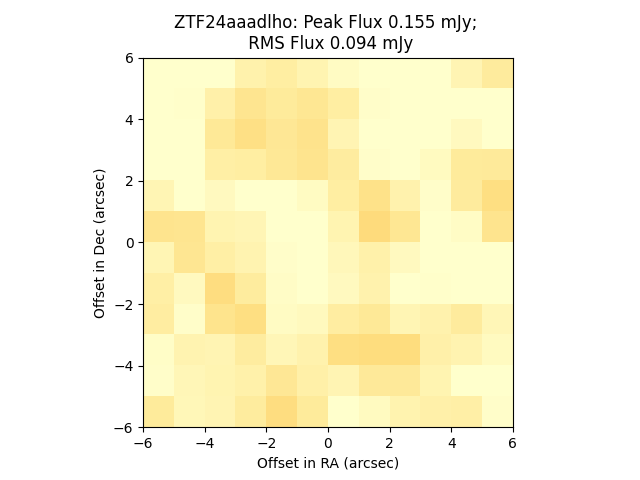 ZTF24aaadlho: Peak Flux 0.155 mJy;
RMS Flux 0.094 mJy
6
4
2
0
−2
−4
−6
Offset in Dec (arcsec)
−6 −4 −2 0 2 4 6
Offset in RA (arcsec)